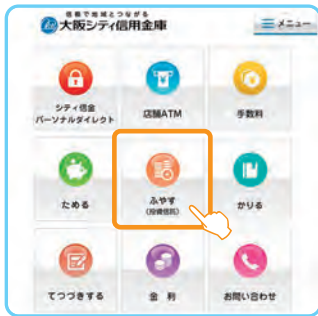 信頼で地域とつながる
大阪シティ信用金庫
メニュー
シティ信金
パーソナルダイレクト
店舗ATM
手数料
ためる
ふやす
(投資信託)
かりる
てつづきする
金利
お問い合わせ